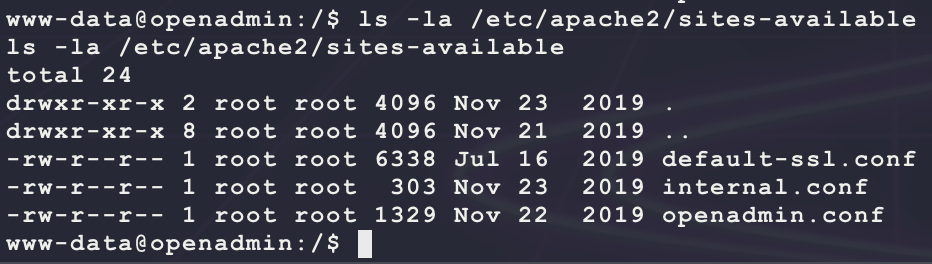 www-data@openadmin:/$ ls -la /etc/apache2/sites-available
ls -la /etc/apache2/sites-available
total 24
drwxr-xr-x 2 root root 4096 Nov 23  2019 .
drwxr-xr-x 8 root root 4096 Nov 21  2019 ..
-rw-r--r-- 1 root root 6338 Jul 16  2019 default-ssl.conf
-rw-r--r-- 1 root root  303 Nov 23  2019 internal.conf
-rw-r--r-- 1 root root 1329 Nov 22  2019 openadmin.conf
www-data@openadmin:/$